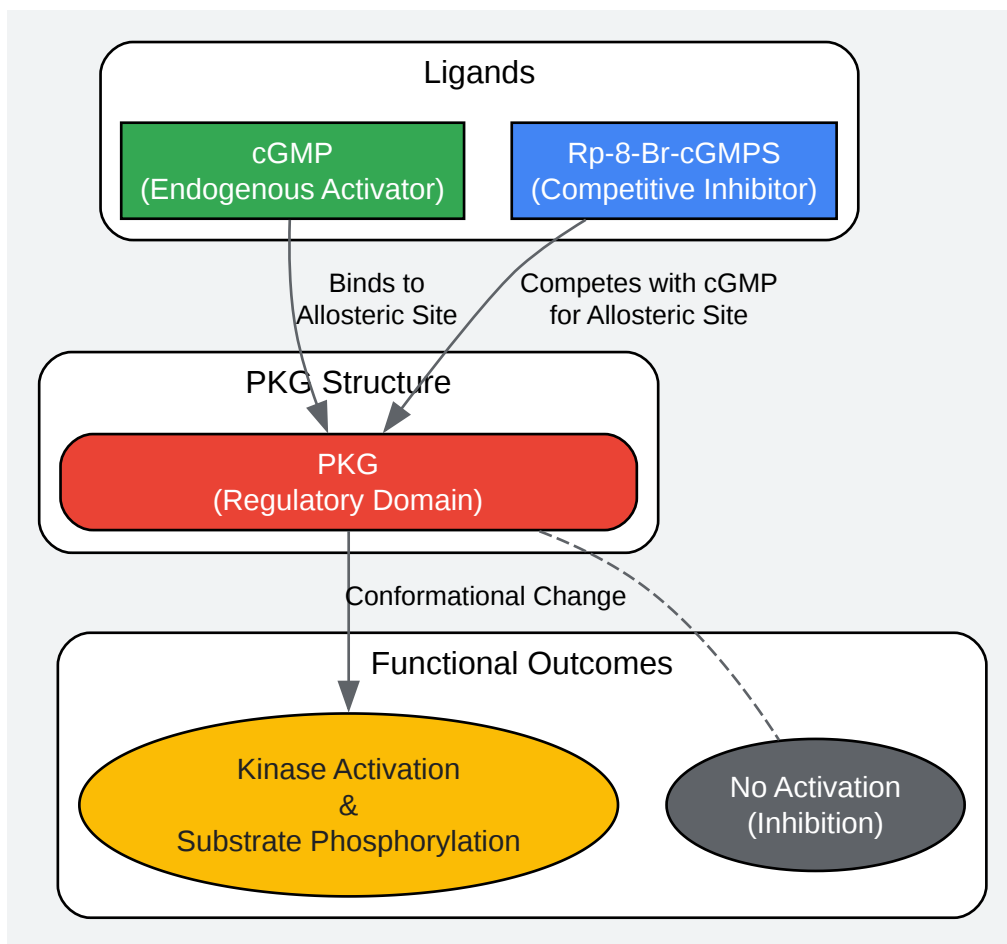 Ligands
cGMP
(Endogenous Activator)
Rp-8-Br-cGMPS
(Competitive Inhibitor)
Binds to
Allosteric Site
Competes with cGMP
for Allosteric Site
PKG Structure
PKG
(Regulatory Domain)
Conformational Change
Functional Outcomes
Kinase Activation
&
Substrate Phosphorylation
No Activation
(Inhibition)